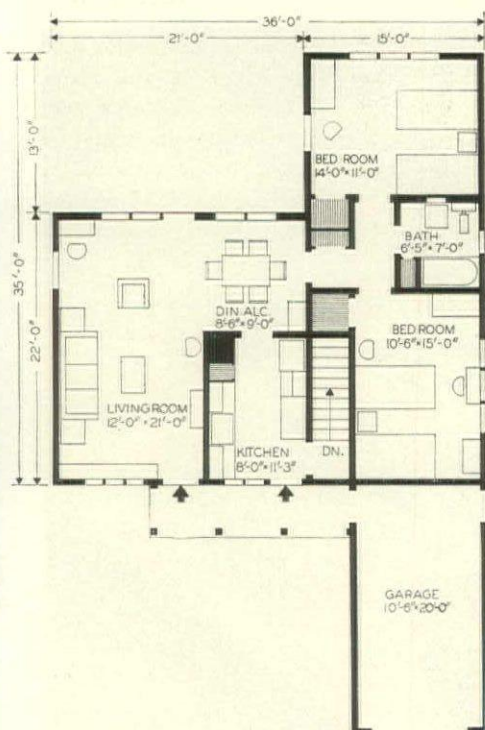 36'-0"
21'-0"
15'-0"
13'-0"
35'-0"
22'-0"
BED ROOM
14'-0" × 11'-0"
BATH
6'-5" × 7'-0"
DIN. ALC.
8'-6" × 9'-0"
BED ROOM
10'-6" × 15'-0"
LIVING ROOM
12'-0" × 21'-0"
KITCHEN
8'-0" × 11'-3"
DN.
GARAGE
10'-6" × 20'-0"